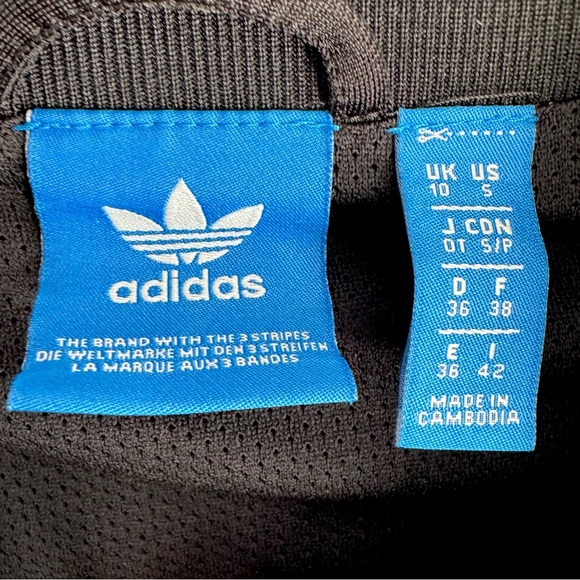 adidas
THE BRAND WITH THE 3 STRIPES
DIE WELTMARKE MIT DEN 3 STREIFEN
LA MARQUE AUX 3 BANDES
UK US
10 S
J CDN
OT S/P
D F
36 38
E I
36 42
MADE IN
CAMBODIA